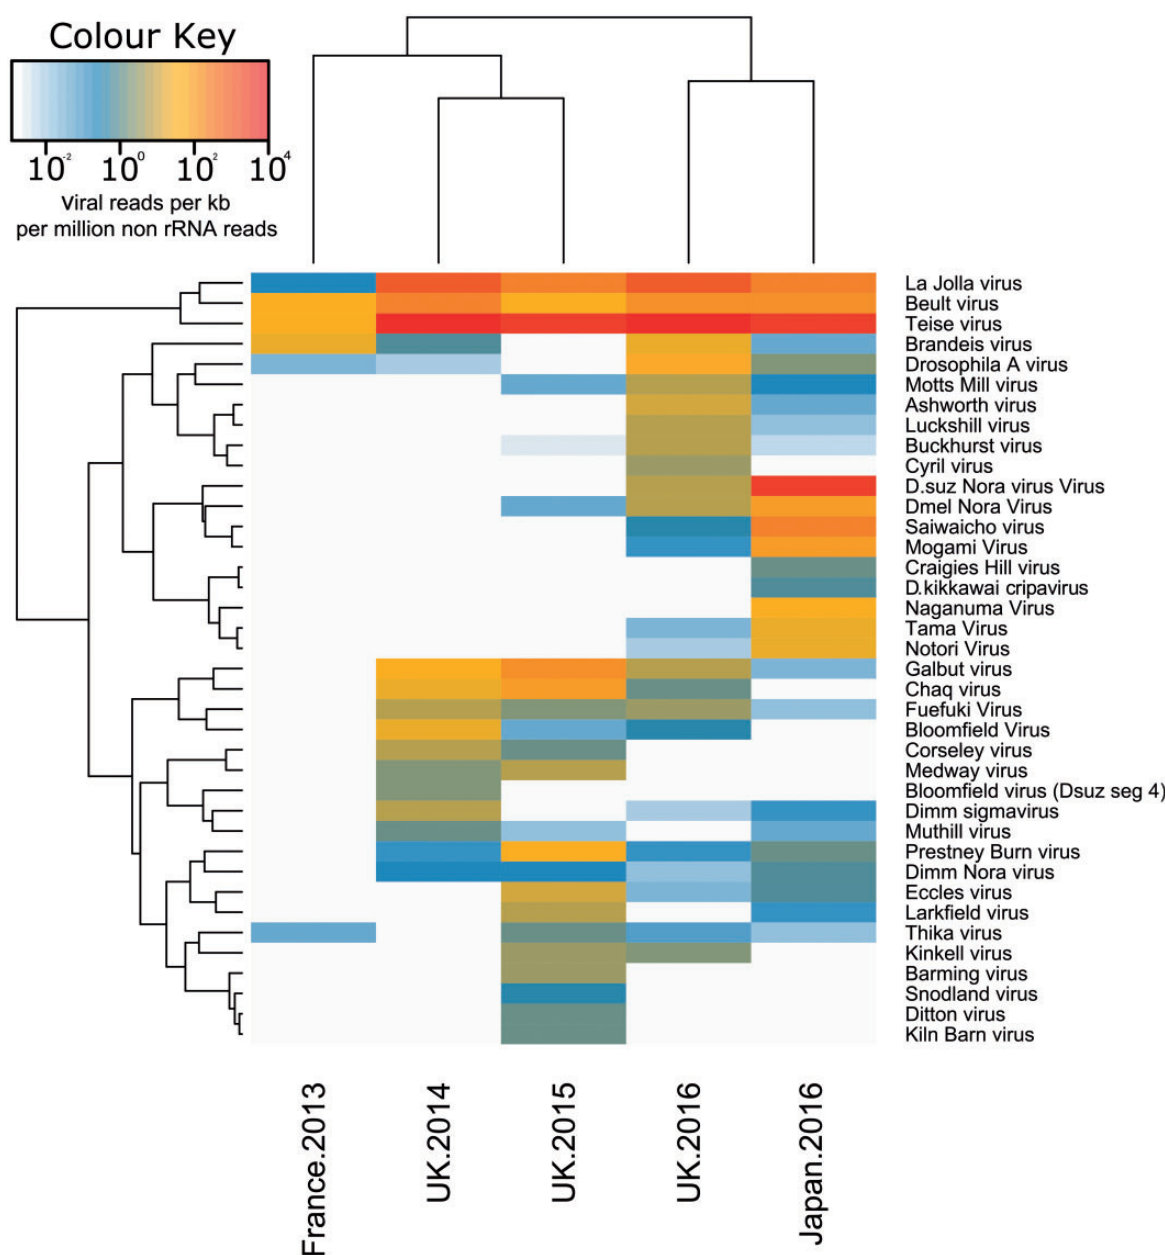 Colour Key
10⁻² 10⁰ 10² 10⁴
Viral reads per kb
per million non rRNA reads
La Jolla virus
Beult virus
Teise virus
Brandeis virus
Drosophila A virus
Motts Mill virus
Ashworth virus
Luckshill virus
Buckhurst virus
Cyril virus
D.suz Nora virus Virus
Dmel Nora Virus
Saiwaicho virus
Mogami Virus
Craigies Hill virus
D.kikkawai cripavirus
Naganuma Virus
Tama Virus
Notori Virus
Galbut virus
Chaq virus
Fuefuki Virus
Bloomfield Virus
Corseley virus
Medway virus
Bloomfield virus (Dsuz seg 4)
Dimm sigmavirus
Muthill virus
Prestney Burn virus
Dimm Nora virus
Eccles virus
Larkfield virus
Thika virus
Kinkell virus
Barming virus
Snodland virus
Ditton virus
Kiln Barn virus
France.2013
UK.2014
UK.2015
UK.2016
Japan.2016